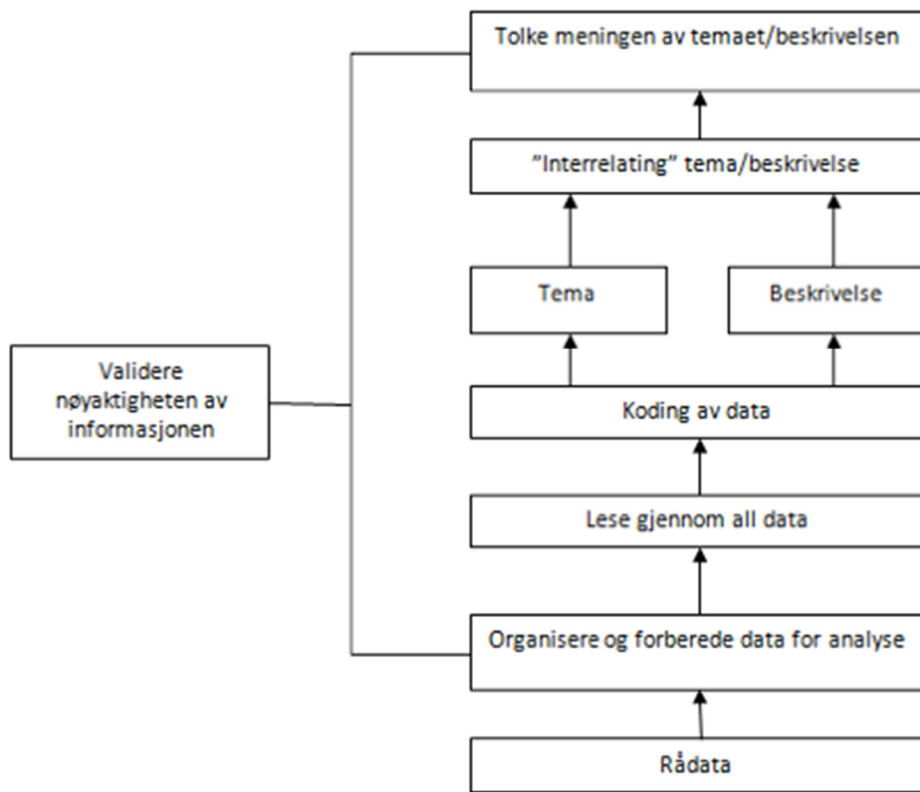 Tolke meningen av temaet/beskrivelsen
”Interrelating” tema/beskrivelse
Tema
Beskrivelse
Validere
nøyaktigheten av
informasjonen
Koding av data
Lese gjennom all data
Organisere og forberede data for analyse
Rådata